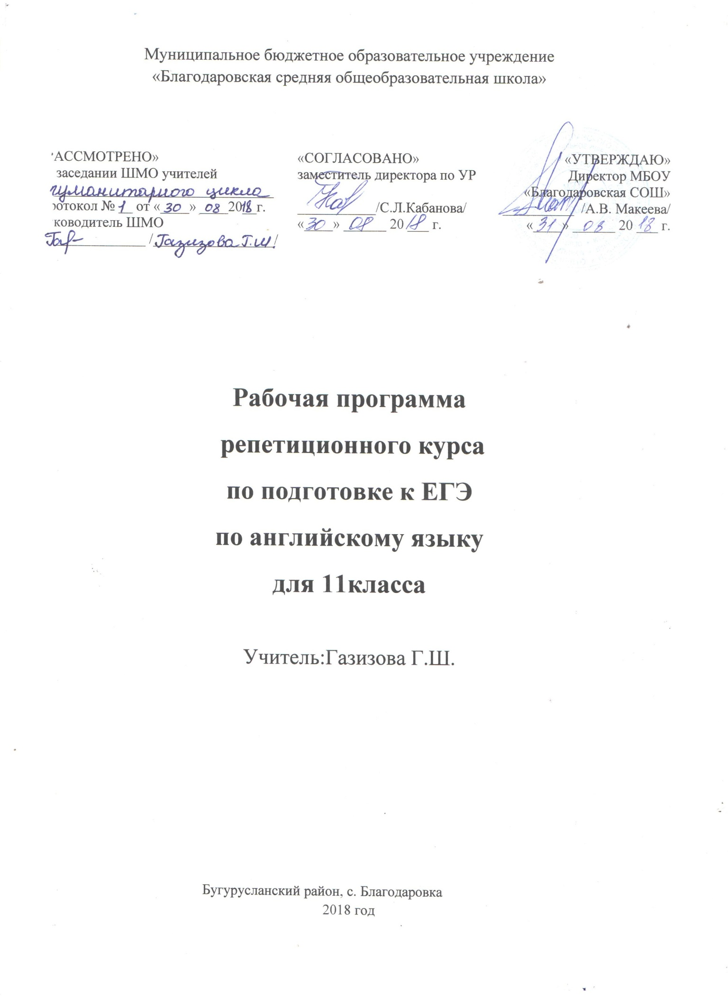 Муниципальное бюджетное образовательное учреждение
«Благодаровская средняя общеобразовательная школа»
АССМОТРЕНО»
заседании ШМО учителей
гуманитарного цикла
ротокол № 1 от «30» 08 2018 г.
ководитель ШМО
Газ /Газизова Г.Ш./
«СОГЛАСОВАНО»
заместитель директора по УР
/С.Л.Кабанова/
«30» 08 2018 г.
«УТВЕРЖДАЮ»
Директор МБОУ
«Благодаровская СОШ»
/А.В. Макеева/
«31» 08 2018 г.
Рабочая программа
репетиционного курса
по подготовке к ЕГЭ
по английскому языку
для 11класса
Учитель:Газизова Г.Ш.
Бугурусланский район, с. Благодаровка
2018 год